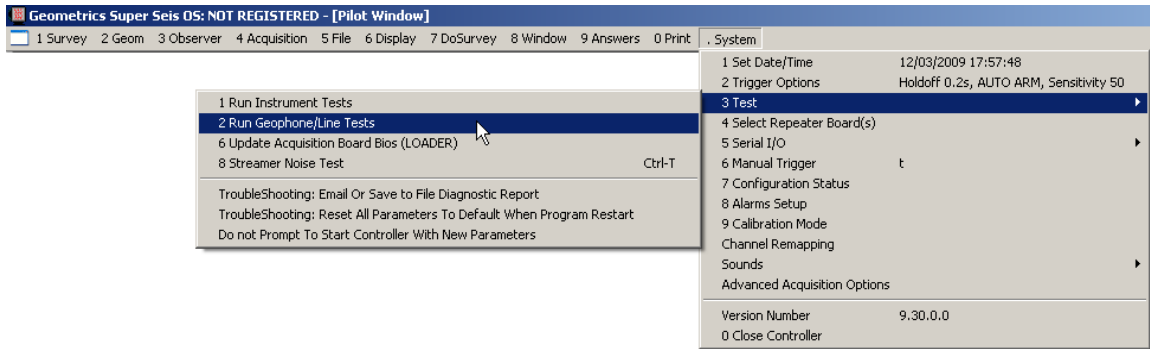 Geometrics Super Seis OS: NOT REGISTERED - [Pilot Window]
1 Survey 2 Geom 3 Observer 4 Acquisition 5 File 6 Display 7 DoSurvey 8 Window 9 Answers 0 Print . System
1 Set Date/Time 12/03/2009 17:57:48
2 Trigger Options Holdoff 0.2s, AUTO ARM, Sensitivity 50
3 Test
4 Select Repeater Board(s)
5 Serial I/O
6 Manual Trigger t
7 Configuration Status
8 Alarms Setup
9 Calibration Mode
Channel Remapping
Sounds
Advanced Acquisition Options
Version Number 9.30.0.0
0 Close Controller
1 Run Instrument Tests
2 Run Geophone/Line Tests
6 Update Acquisition Board Bios (LOADER)
8 Streamer Noise Test Ctrl-T
TroubleShooting: Email Or Save to File Diagnostic Report
TroubleShooting: Reset All Parameters To Default When Program Restart
Do not Prompt To Start Controller With New Parameters